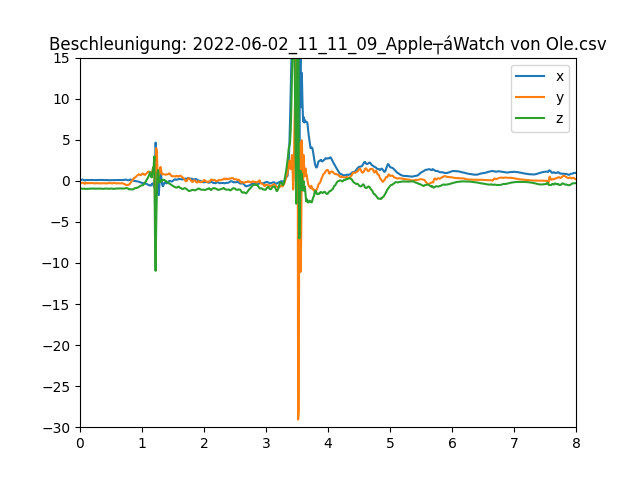 Beschleunigung: 2022-06-02_11_11_09_Apple┬áWatch von Ole.csv
15
10
5
0
−5
−10
−15
−20
−25
−30
0 1 2 3 4 5 6 7 8
x
y
z